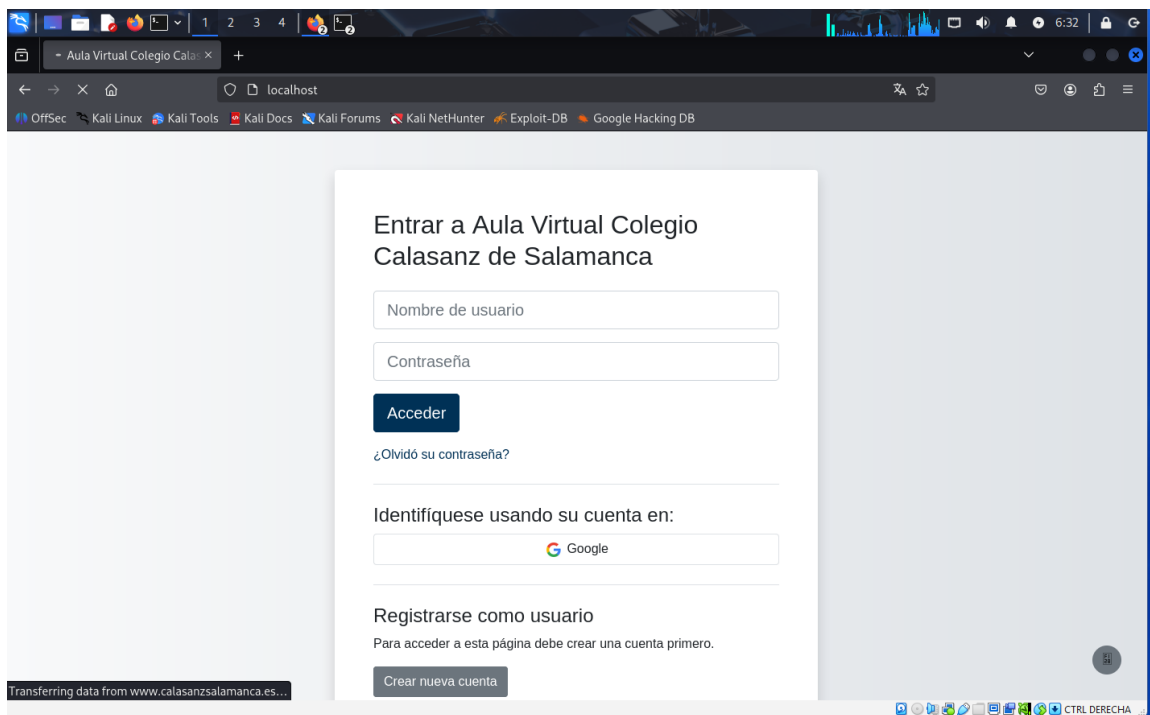 1 2 3 4 2 2 6:32
Aula Virtual Colegio Calas
localhost
OffSec Kali Linux Kali Tools Kali Docs Kali Forums Kali NetHunter Exploit-DB Google Hacking DB
Entrar a Aula Virtual Colegio
Calasanz de Salamanca
Nombre de usuario
Contraseña
Acceder
¿Olvidó su contraseña?
Identifíquese usando su cuenta en:
Google
Registrarse como usuario
Para acceder a esta página debe crear una cuenta primero.
Crear nueva cuenta
Transferring data from www.calasanzsalamanca.es...
CTRL DERECHA